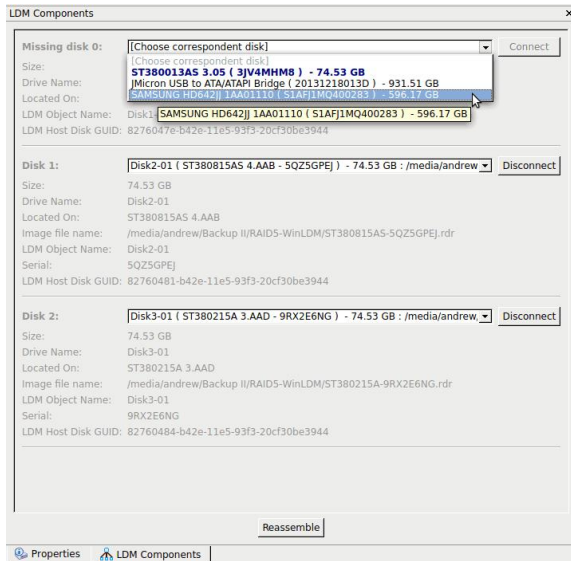 LDM Components
Missing disk 0: [Choose correspondent disk] Connect
[Choose correspondent disk]
ST380013AS 3.05 ( 3JV4MHM8 ) - 74.53 GB
JMicron USB to ATA/ATAPI Bridge ( 20131218013D ) - 931.51 GB
SAMSUNG HD642JJ 1AA01110 ( S1AFJ1MQ400283 ) - 596.17 GB
SAMSUNG HD642JJ 1AA01110 ( S1AFJ1MQ400283 ) - 596.17 GB
Size:
Drive Name:
Located On:
LDM Object Name: Disk1-
LDM Host Disk GUID: 8276047e-b42e-11e5-93f3-20cf30be3944
Disk 1: Disk2-01 ( ST380815AS 4.AAB - 5QZ5GPEJ ) - 74.53 GB : /media/andrew Disconnect
Size: 74.53 GB
Drive Name: Disk2-01
Located On: ST380815AS 4.AAB
Image file name: /media/andrew/Backup II/RAID5-WinLDM/ST380815AS-5QZ5GPEJ.rdr
LDM Object Name: Disk2-01
Serial: 5QZ5GPEJ
LDM Host Disk GUID: 82760481-b42e-11e5-93f3-20cf30be3944
Disk 2: Disk3-01 ( ST380215A 3.AAD - 9RX2E6NG ) - 74.53 GB : /media/andrew, Disconnect
Size: 74.53 GB
Drive Name: Disk3-01
Located On: ST380215A 3.AAD
Image file name: /media/andrew/Backup II/RAID5-WinLDM/ST380215A-9RX2E6NG.rdr
LDM Object Name: Disk3-01
Serial: 9RX2E6NG
LDM Host Disk GUID: 82760484-b42e-11e5-93f3-20cf30be3944
Reassemble
Properties LDM Components